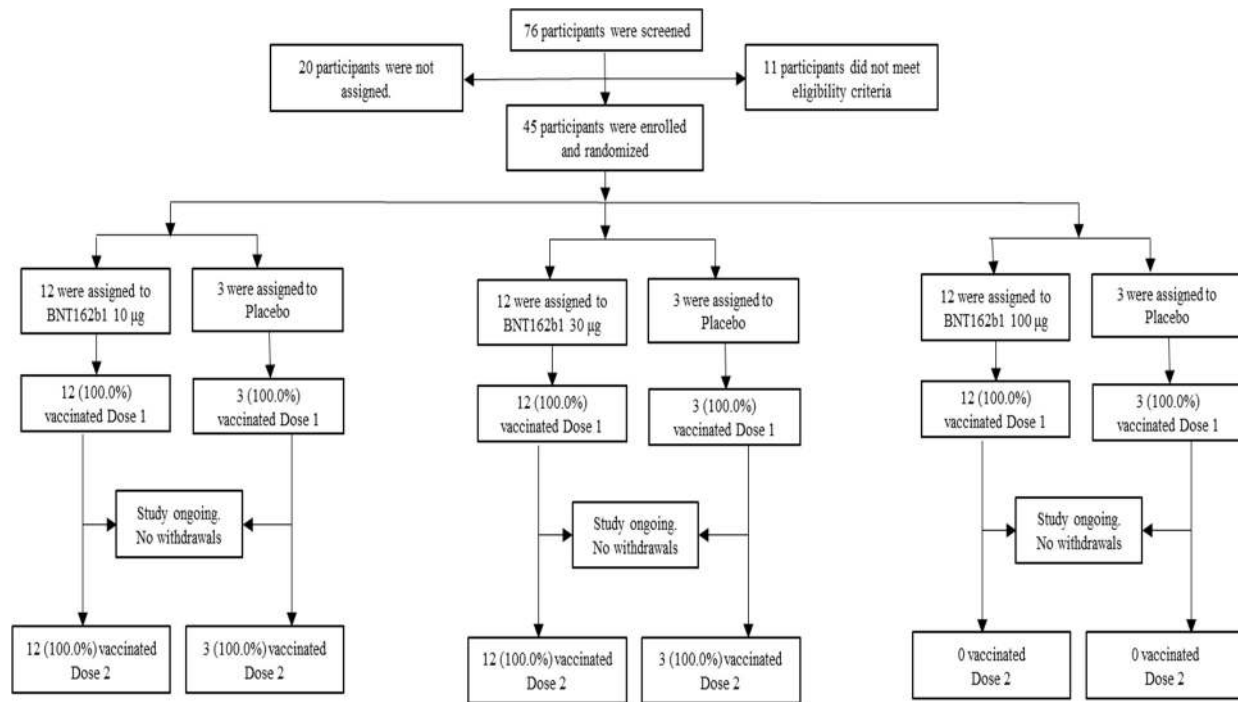 76 participants were screened
20 participants were not
assigned.
11 participants did not meet
eligibility criteria
45 participants were enrolled
and randomized
12 were assigned to
BNT162b1 10 μg
3 were assigned to
Placebo
12 were assigned to
BNT162b1 30 μg
3 were assigned to
Placebo
12 were assigned to
BNT162b1 100 μg
3 were assigned to
Placebo
12 (100.0%)
vaccinated Dose 1
3 (100.0%)
vaccinated Dose 1
12 (100.0%)
vaccinated Dose 1
3 (100.0%)
vaccinated Dose 1
12 (100.0%)
vaccinated Dose 1
3 (100.0%)
vaccinated Dose 1
Study ongoing.
No withdrawals
Study ongoing.
No withdrawals
Study ongoing.
No withdrawals
12 (100.0%) vaccinated
Dose 2
3 (100.0%) vaccinated
Dose 2
12 (100.0%) vaccinated
Dose 2
3 (100.0%) vaccinated
Dose 2
0 vaccinated
Dose 2
0 vaccinated
Dose 2